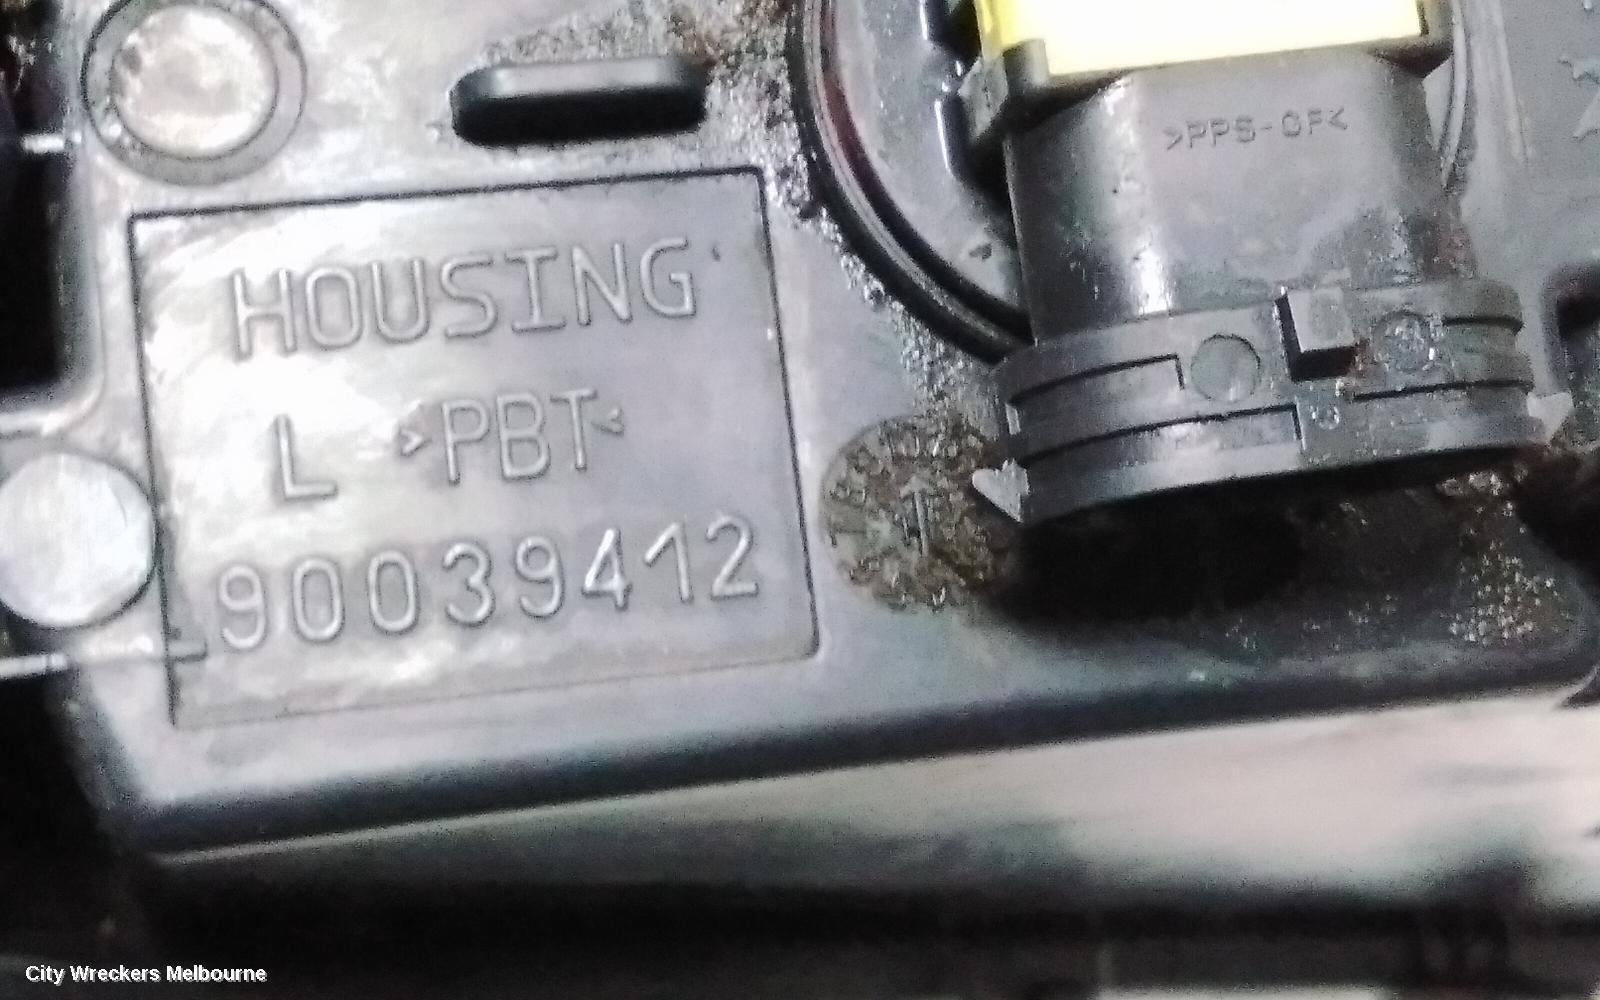 >PPS-GF<
HOUSING
L >PBT<
90039412
City Wreckers Melbourne